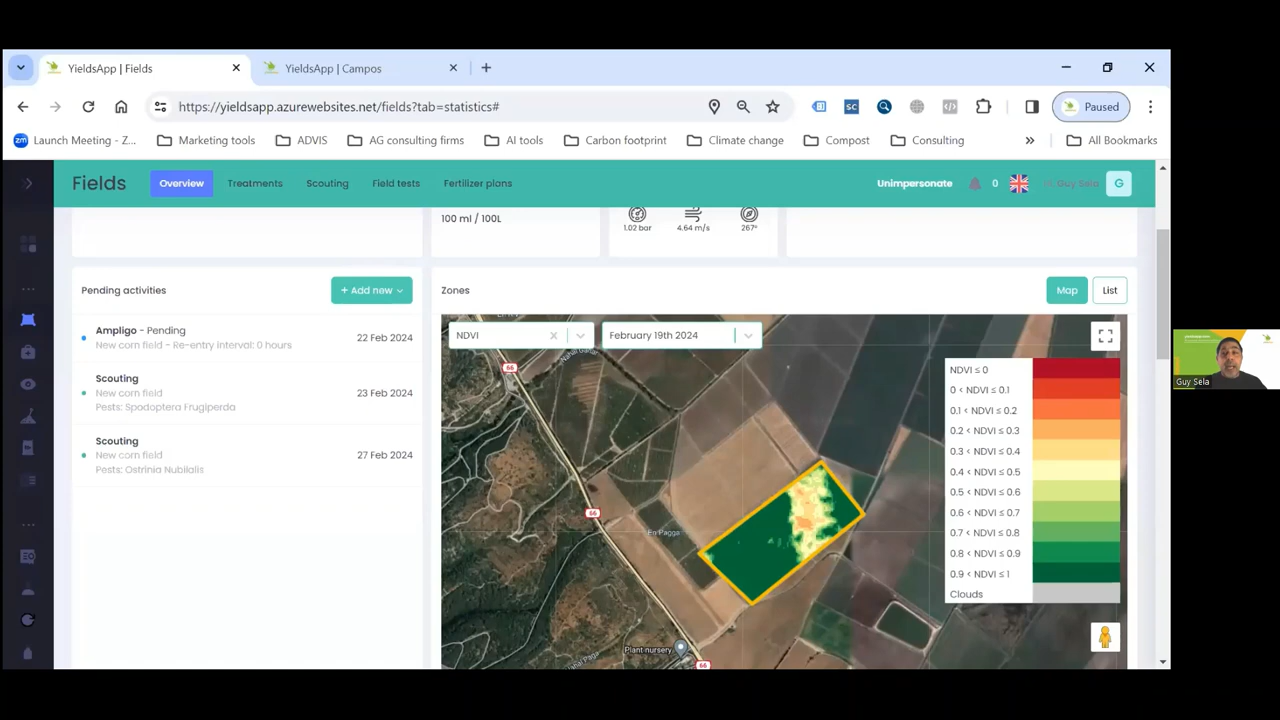 YieldsApp | Fields
YieldsApp | Campos
https://yieldsapp.azurewebsites.net/fields?tab=statistics#
SC
Paused
zm Launch Meeting - Z...
Marketing tools
ADVIS
AG consulting firms
AI tools
Carbon footprint
Climate change
Compost
Consulting
All Bookmarks
Fields
Overview
Treatments
Scouting
Field tests
Fertilizer plans
Unimpersonate
0
Guy Sela
G
100 ml / 100L
1.02 bar
4.64 m/s
267°
Pending activities
+ Add new
Ampligo - Pending
New corn field - Re-entry interval: 0 hours
22 Feb 2024
Scouting
New corn field
Pests: Spodoptera Frugiperda
23 Feb 2024
Scouting
New corn field
Pests: Ostrinia Nubilalis
27 Feb 2024
Zones
Map
List
NDVI
February 19th 2024
66
66
En Pagga
Plant nursery
66
NDVI ≤ 0
0 < NDVI ≤ 0.1
0.1 < NDVI ≤ 0.2
0.2 < NDVI ≤ 0.3
0.3 < NDVI ≤ 0.4
0.4 < NDVI ≤ 0.5
0.5 < NDVI ≤ 0.6
0.6 < NDVI ≤ 0.7
0.7 < NDVI ≤ 0.8
0.8 < NDVI ≤ 0.9
0.9 < NDVI ≤ 1
Clouds
Guy Sela